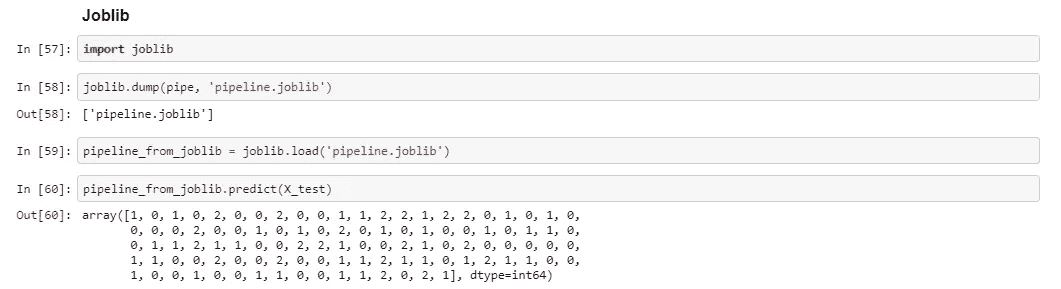 Joblib
In [57]: import joblib
In [58]: joblib.dump(pipe, 'pipeline.joblib')
Out[58]: ['pipeline.joblib']
In [59]: pipeline_from_joblib = joblib.load('pipeline.joblib')
In [60]: pipeline_from_joblib.predict(X_test)
Out[60]: array([1, 0, 1, 0, 2, 0, 0, 2, 0, 0, 1, 1, 2, 2, 1, 2, 2, 0, 1, 0, 1, 0,
0, 0, 0, 2, 0, 0, 1, 0, 1, 0, 2, 0, 1, 0, 1, 0, 0, 1, 0, 1, 1, 0,
0, 1, 1, 2, 1, 1, 0, 0, 2, 2, 1, 0, 0, 2, 1, 0, 2, 0, 0, 0, 0, 0,
1, 1, 0, 0, 2, 0, 0, 2, 0, 0, 1, 1, 2, 1, 1, 0, 1, 2, 1, 1, 0, 0,
1, 0, 0, 1, 0, 0, 1, 1, 0, 0, 1, 1, 2, 0, 2, 1], dtype=int64)